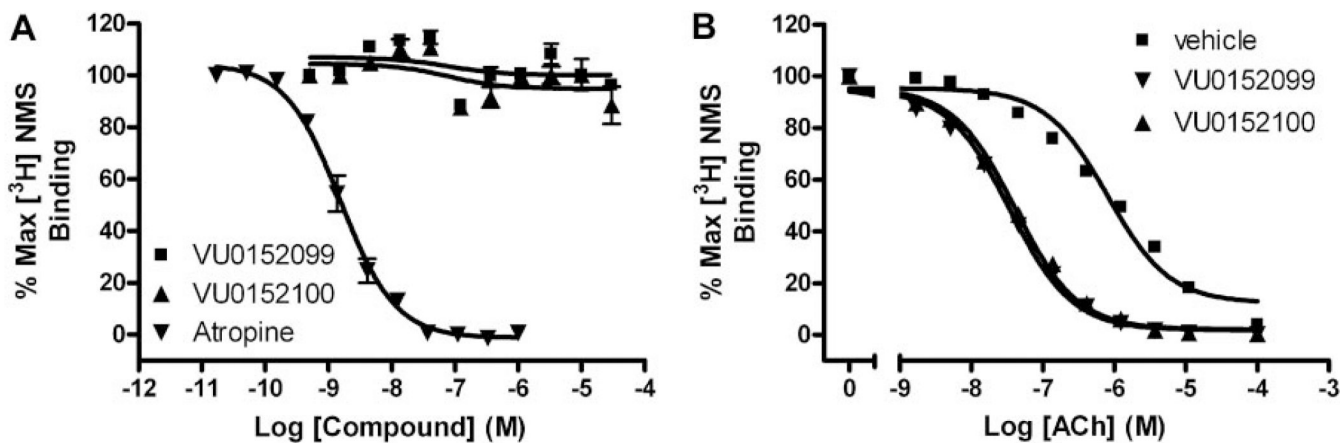 A
% Max [³H] NMS
Binding
120
100
80
60
40
20
0
VU0152099
VU0152100
Atropine
-12 -11 -10 -9 -8 -7 -6 -5 -4
Log [Compound] (M)
B
% Max [³H] NMS
Binding
120
100
80
60
40
20
0
vehicle
VU0152099
VU0152100
0 -9 -8 -7 -6 -5 -4 -3
Log [ACh] (M)